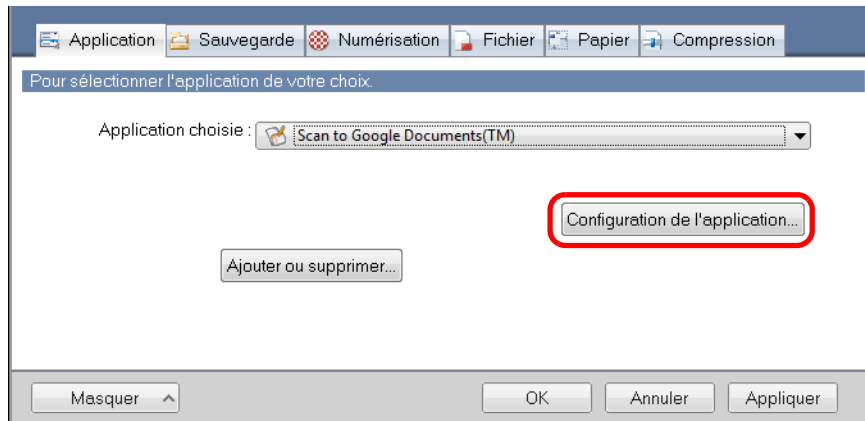 Application Sauvegarde Numérisation Fichier Papier Compression
Pour sélectionner l'application de votre choix.
Application choisie : Scan to Google Documents(TM)
Configuration de l'application...
Ajouter ou supprimer...
Masquer OK Annuler Appliquer